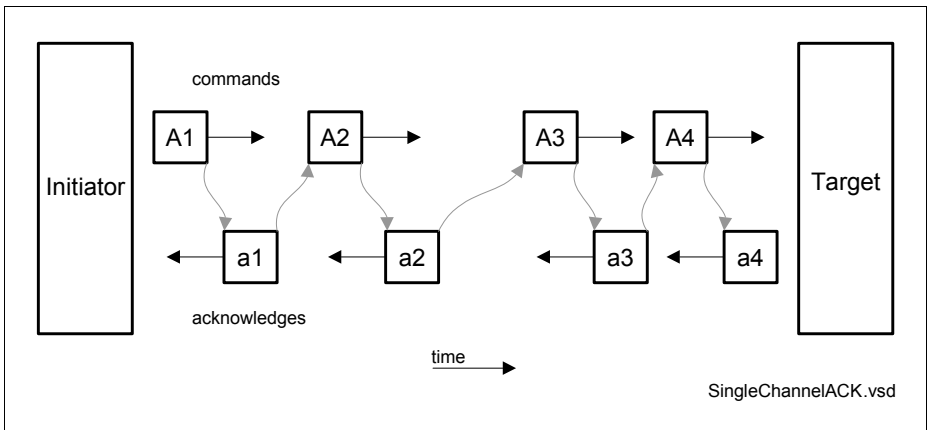 commands
A1 A2 A3 A4
Initiator Target
a1 a2 a3 a4
acknowledges
time
SingleChannelACK.vsd